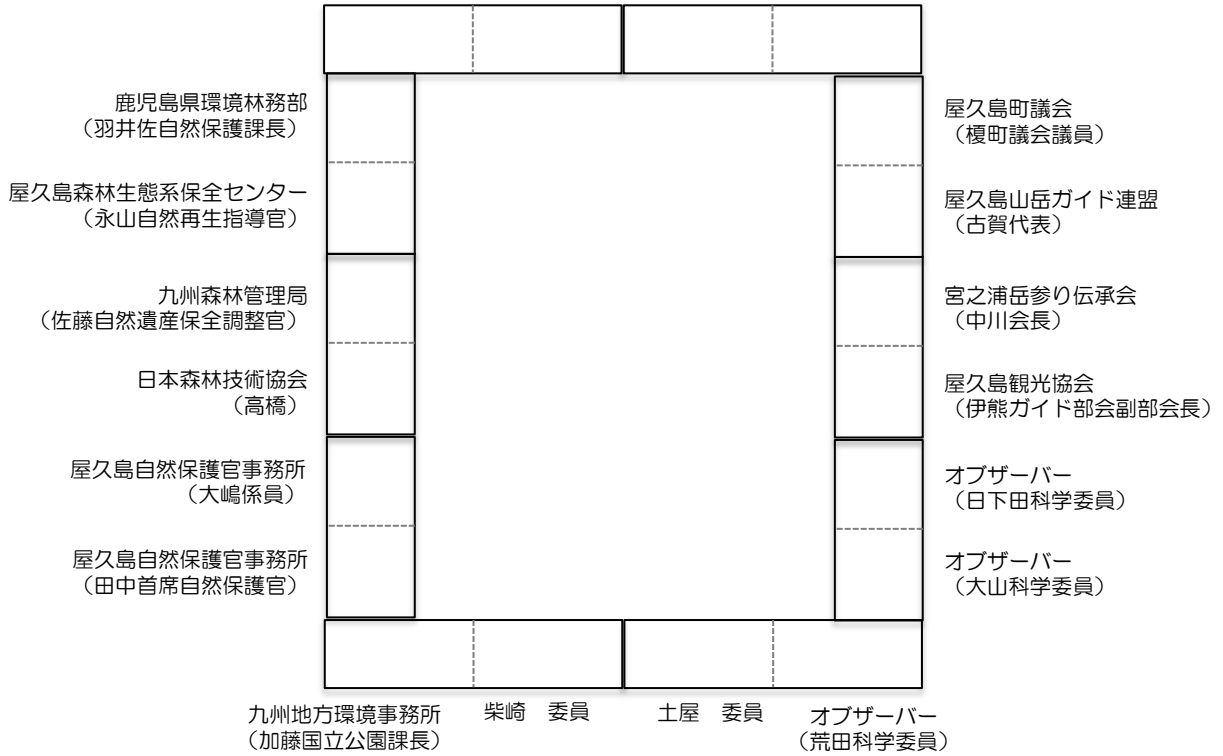 鹿児島県環境林務部
（羽井佐自然保護課長）
屋久島森林生態系保全センター
（永山自然再生指導官）
九州森林管理局
（佐藤自然遺産保全調整官）
日本森林技術協会
（高橋）
屋久島自然保護官事務所
（大嶋係員）
屋久島自然保護官事務所
（田中首席自然保護官）
屋久島町議会
（榎町議会議員）
屋久島山岳ガイド連盟
（古賀代表）
宮之浦岳参り伝承会
（中川会長）
屋久島観光協会
（伊熊ガイド部会副部会長）
オブザーバー
（日下田科学委員）
オブザーバー
（大山科学委員）
九州地方環境事務所
（加藤国立公園課長）
柴崎　委員
土屋　委員
オブザーバー
（荒田科学委員）